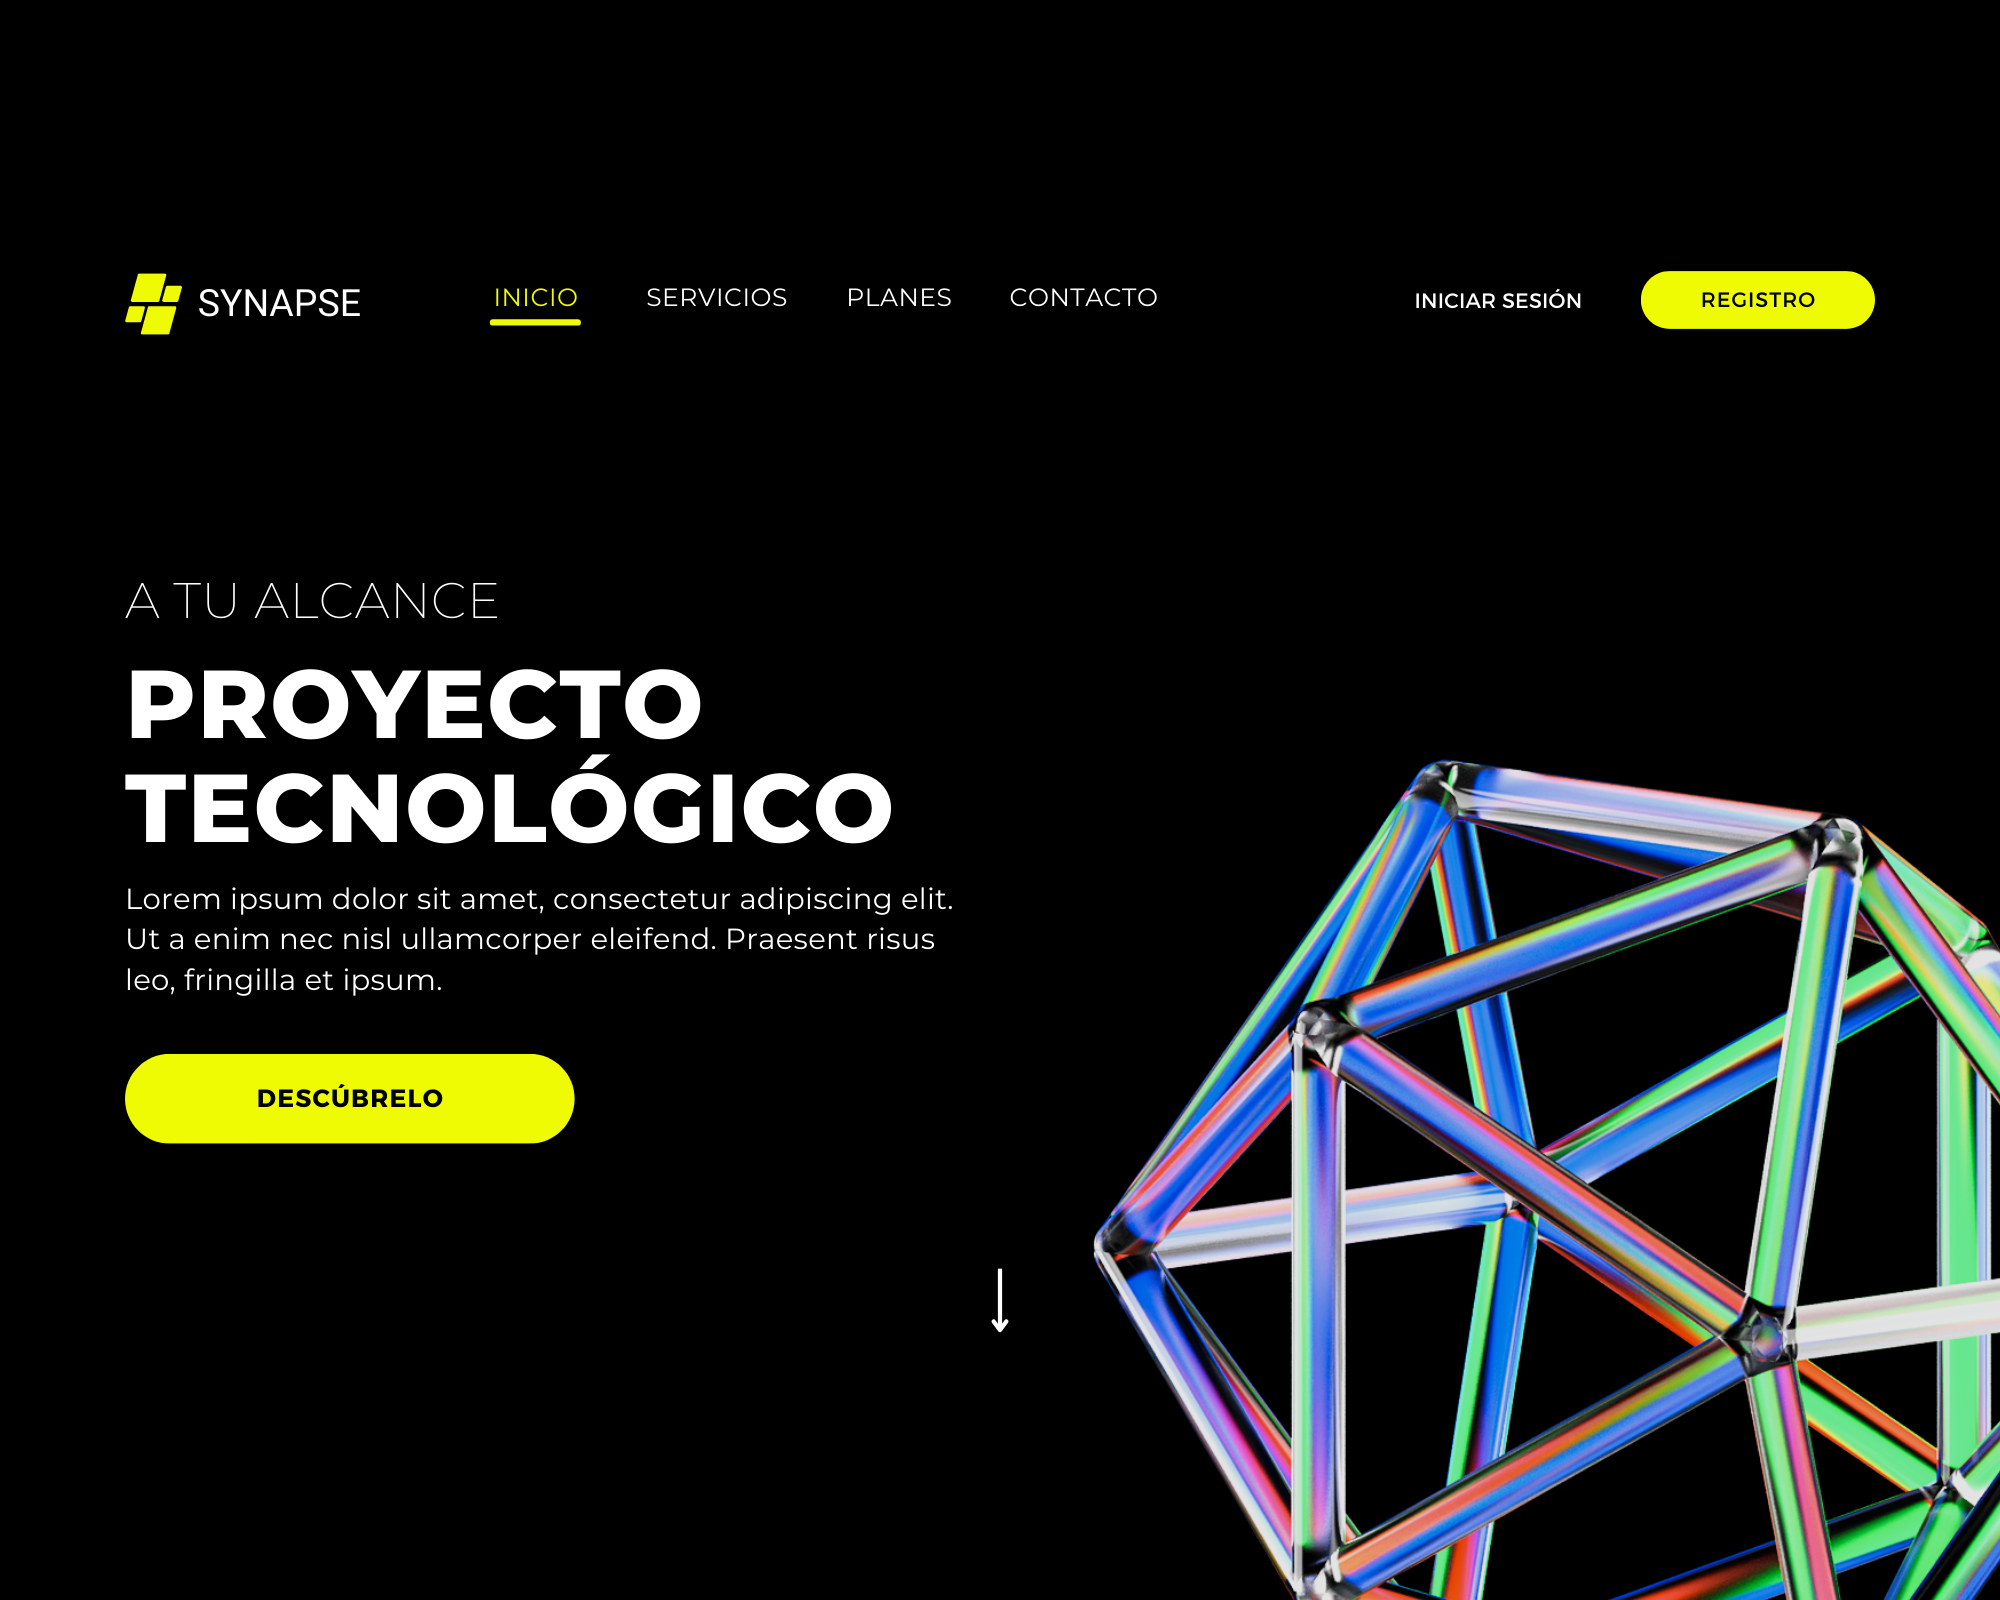 SYNAPSE
INICIO SERVICIOS PLANES CONTACTO
INICIAR SESIÓN
REGISTRO
A TU ALCANCE
PROYECTO
TECNOLÓGICO
Lorem ipsum dolor sit amet, consectetur adipiscing elit.
Ut a enim nec nisl ullamcorper eleifend. Praesent risus
leo, fringilla et ipsum.
DESCÚBRELO